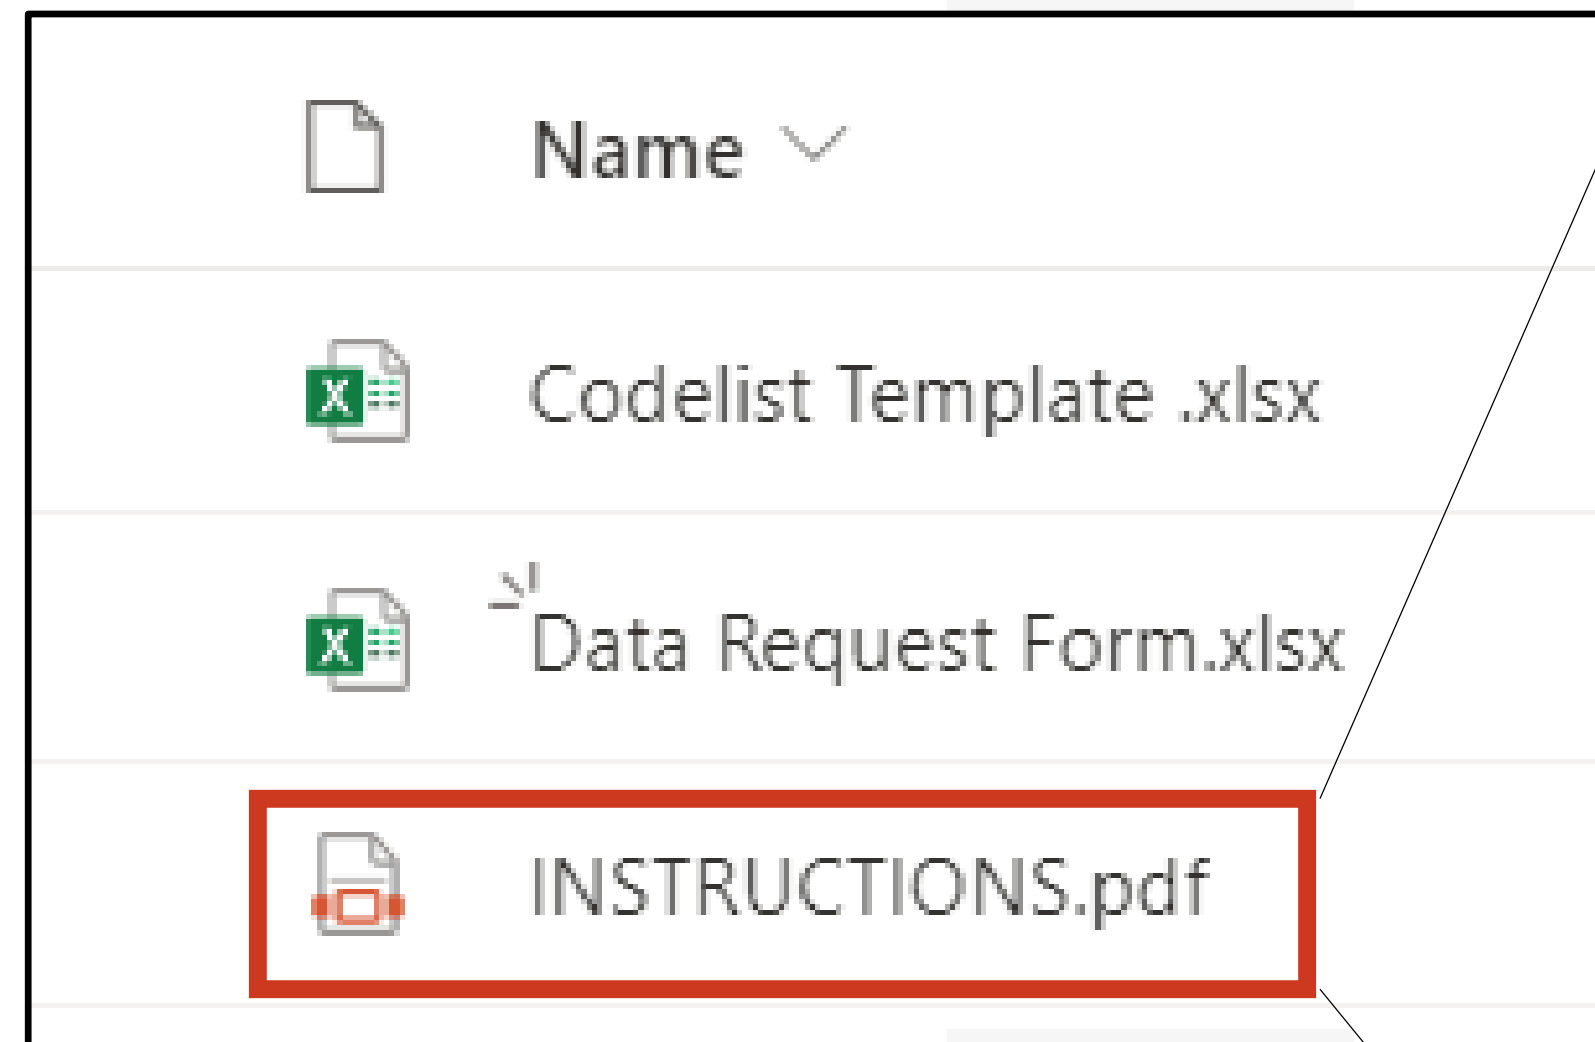 Name
Codelist Template .xlsx
Data Request Form.xlsx
INSTRUCTIONS.pdf